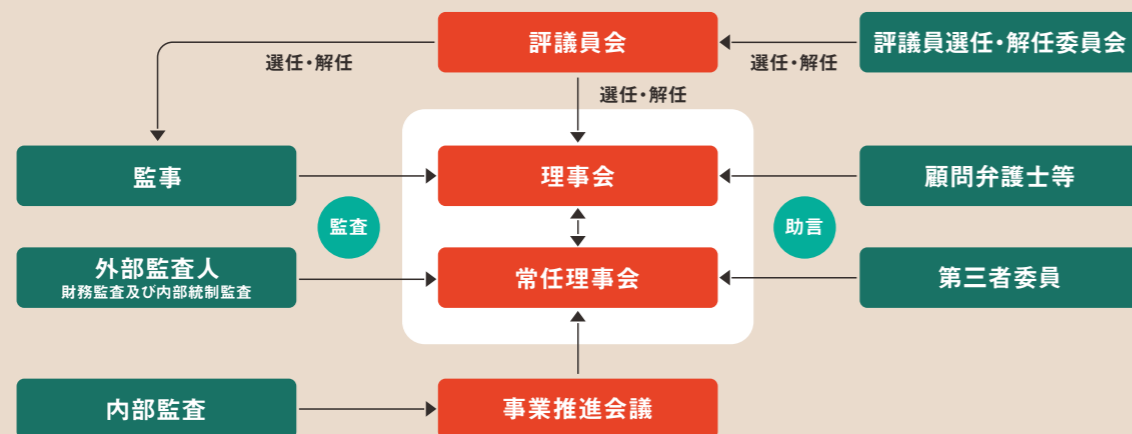 評議員会
評議員選任・解任委員会
選任・解任
選任・解任
選任・解任
監事
理事会
顧問弁護士等
監査
助言
外部監査人
財務監査及び内部統制監査
常任理事会
第三者委員
内部監査
事業推進会議